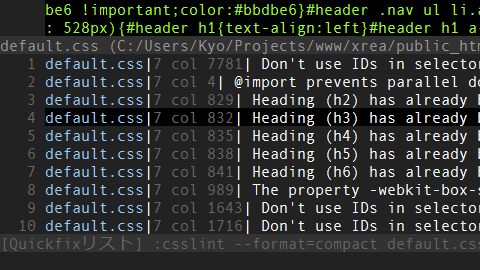 be6 !important;color:#bbdbe6}#header .nav ul li.
: 528px){#header h1{text-align:left}#header h1 a
default.css (C:/Users/Kyo/Projects/www/xrea/public_htm
1 default.css|7 col 7781| Don't use IDs in selector
2 default.css|7 col 4| @import prevents parallel do
3 default.css|7 col 829| Heading (h2) has already b
4 default.css|7 col 832| Heading (h3) has already b
5 default.css|7 col 835| Heading (h4) has already b
6 default.css|7 col 838| Heading (h5) has already b
7 default.css|7 col 841| Heading (h6) has already b
8 default.css|7 col 989| The property -webkit-box-s
9 default.css|7 col 1643| Don't use IDs in selector
10 default.css|7 col 1716| Don't use IDs in selector
[Quickfixリスト] :csslint --format=compact default.css